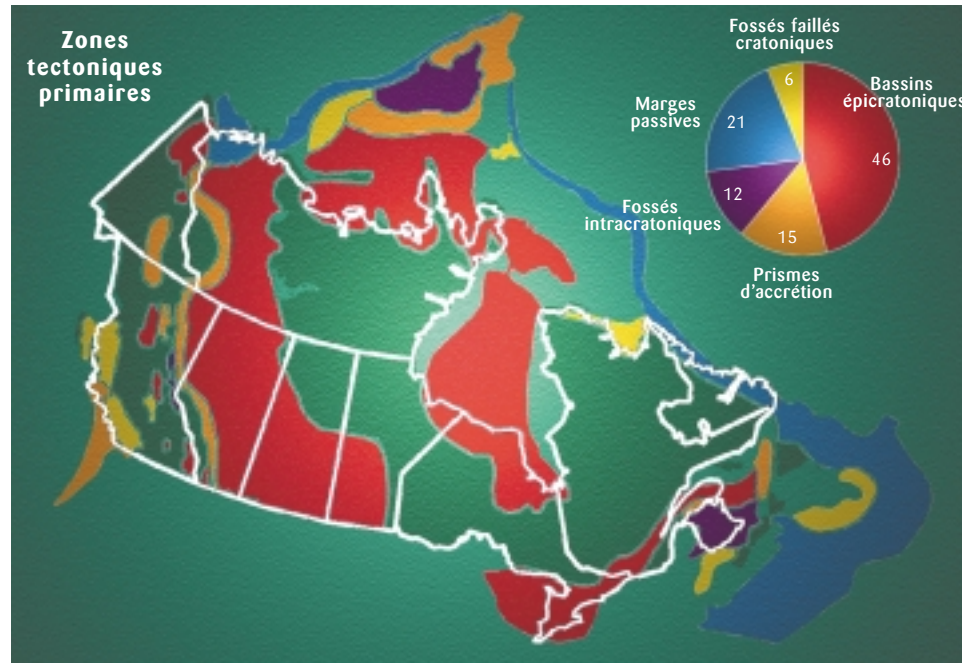 Zones
tectoniques
primaires
Fossés faillés
cratoniques
6
Bassins
épicratoniques
46
Marges
passives
21
Fossés
intracratoniques
12
15
Prismes
d'accrétion